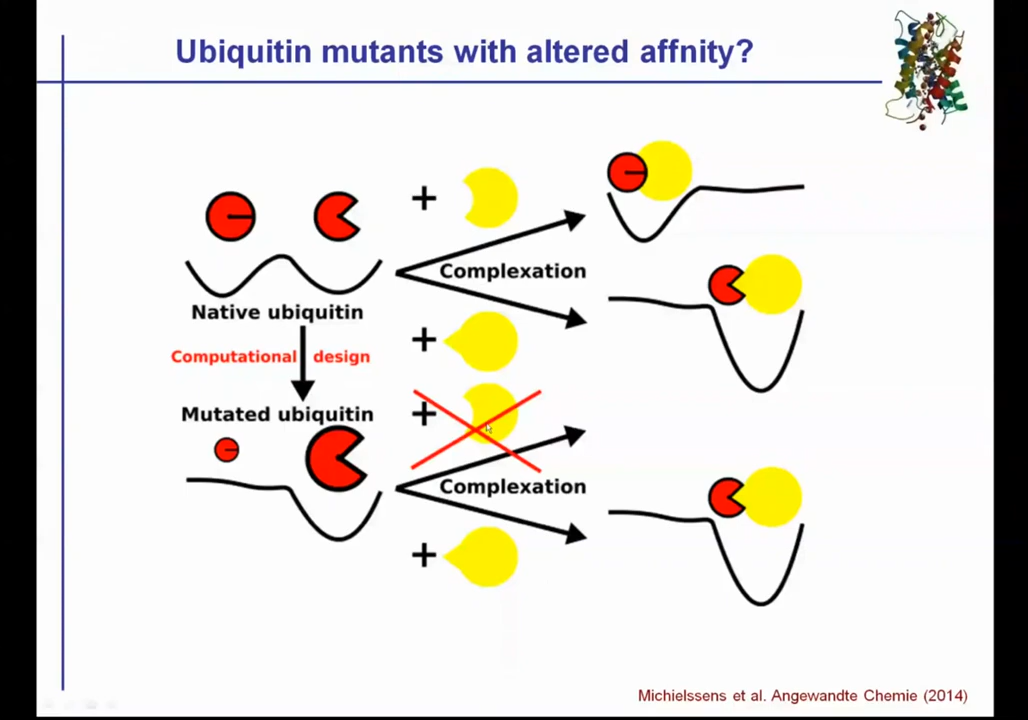 Ubiquitin mutants with altered affnity?
+
Complexation
Native ubiquitin
Computational design
+
Mutated ubiquitin
+
Complexation
+
Michielssens et al. Angewandte Chemie (2014)